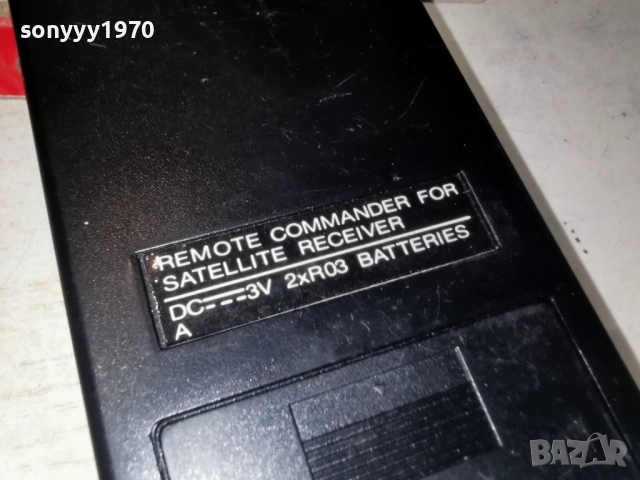 sonyyy1970
REMOTE COMMANDER FOR
SATELLITE RECEIVER
DC---3V 2xR03 BATTERIES
A
BAZAR